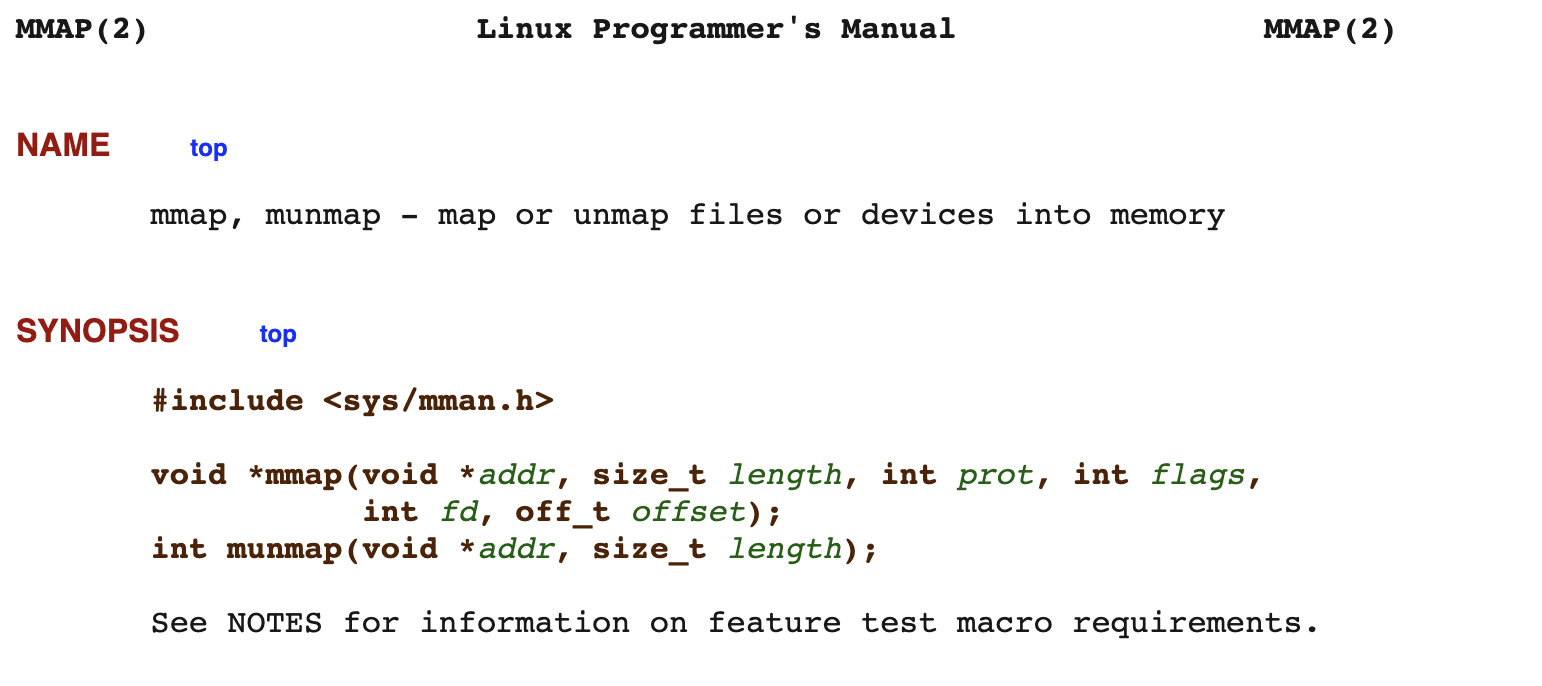 MMAP(2) Linux Programmer's Manual MMAP(2)
NAME top
mmap, munmap - map or unmap files or devices into memory
SYNOPSIS top
#include <sys/mman.h>
void *mmap(void *addr, size_t length, int prot, int flags,
int fd, off_t offset);
int munmap(void *addr, size_t length);
See NOTES for information on feature test macro requirements.